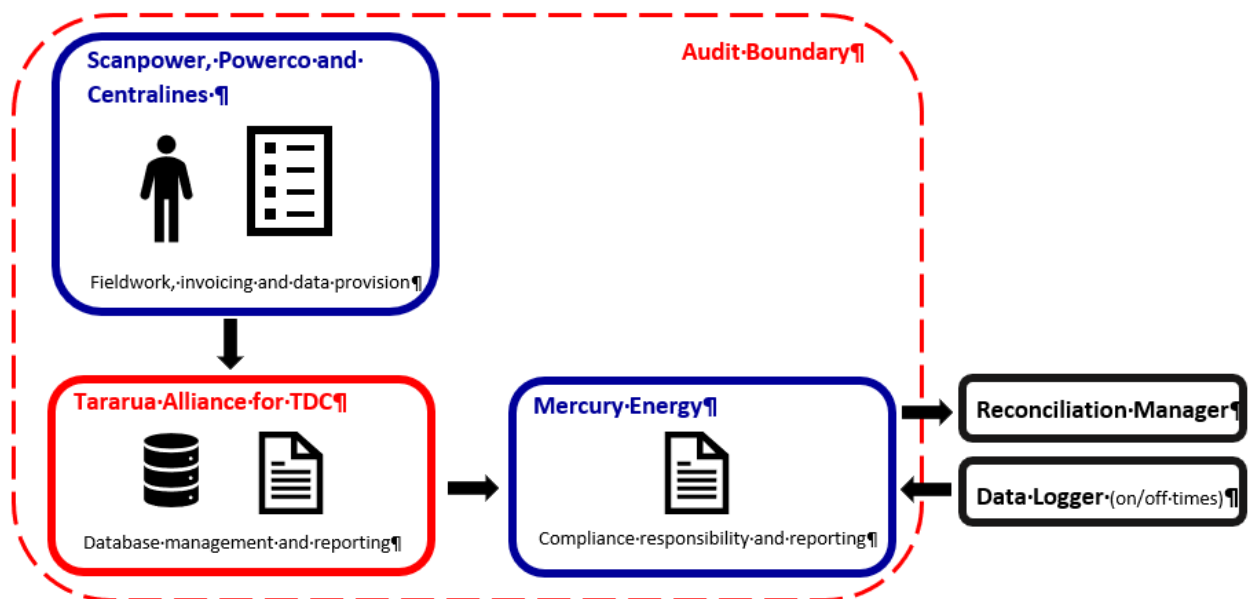 Audit·Boundary¶
Scanpower,·Powerco·and·
Centralines·¶
Fieldwork,·invoicing·and·data·provision¶
Tararua·Alliance·for·TDC¶
Database·management·and·reporting¶
Mercury·Energy¶
Compliance·responsibility·and·reporting¶
Reconciliation·Manager¶
Data·Logger·(on/off·times)¶